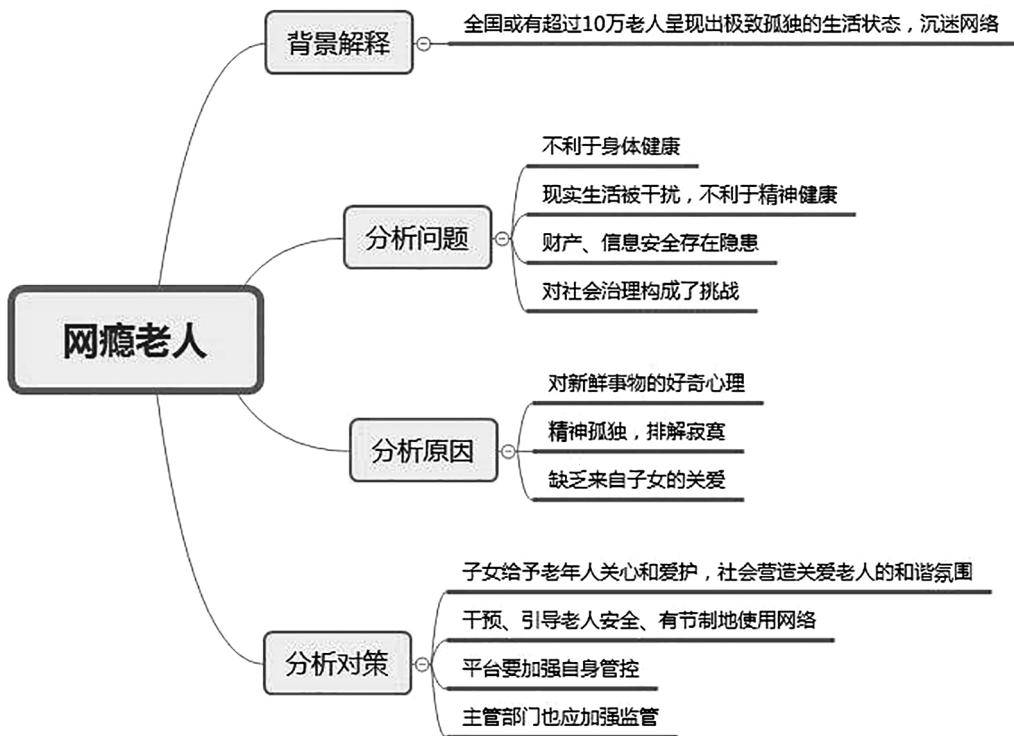 网瘾老人
背景解释
全国或有超过10万老人呈现出极致孤独的生活状态，沉迷网络
分析问题
不利于身体健康
现实生活被干扰，不利于精神健康
财产、信息安全存在隐患
对社会治理构成了挑战
分析原因
对新鲜事物的好奇心理
精神孤独，排解寂寞
缺乏来自子女的关爱
分析对策
子女给予老年人关心和爱护，社会营造关爱老人的和谐氛围
干预、引导老人安全、有节制地使用网络
平台要加强自身管控
主管部门也应加强监管